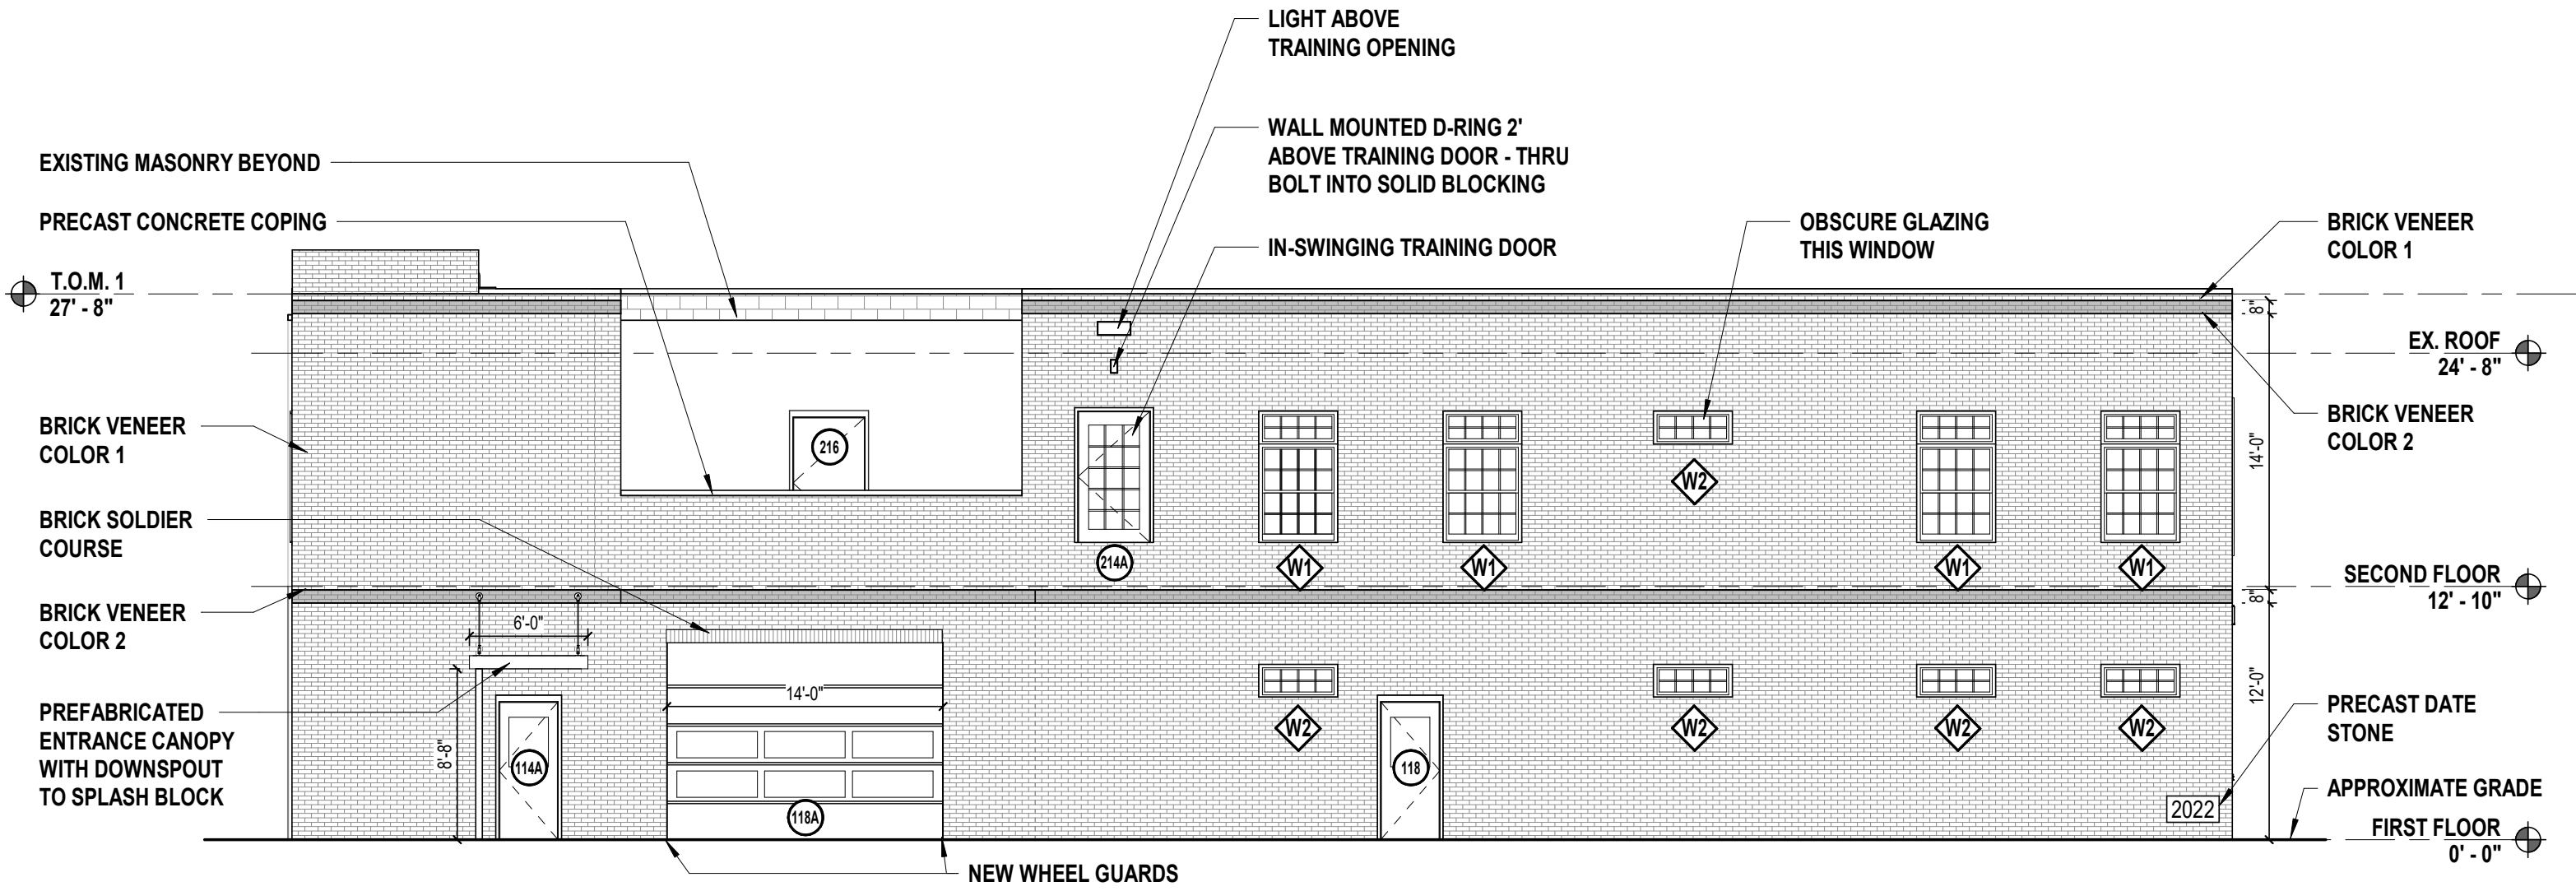 LIGHT ABOVE
TRAINING OPENING
WALL MOUNTED D-RING 2'
ABOVE TRAINING DOOR - THRU
BOLT INTO SOLID BLOCKING
IN-SWINGING TRAINING DOOR
OBSCURE GLAZING
THIS WINDOW
BRICK VENEER
COLOR 1
EXISTING MASONRY BEYOND
PRECAST CONCRETE COPING
T.O.M. 1
27' - 8"
8"
EX. ROOF
24' - 8"
BRICK VENEER
COLOR 2
14'-0"
BRICK VENEER
COLOR 1
216
W2
BRICK SOLDIER
COURSE
214A
W1
W1
W1
W1
SECOND FLOOR
12' - 10"
8"
BRICK VENEER
COLOR 2
6'-0"
14'-0"
12'-0"
PREFABRICATED
ENTRANCE CANOPY
WITH DOWNSPOUT
TO SPLASH BLOCK
8'-8"
114A
118A
W2
118
W2
W2
W2
PRECAST DATE
STONE
2022
APPROXIMATE GRADE
FIRST FLOOR
0' - 0"
NEW WHEEL GUARDS